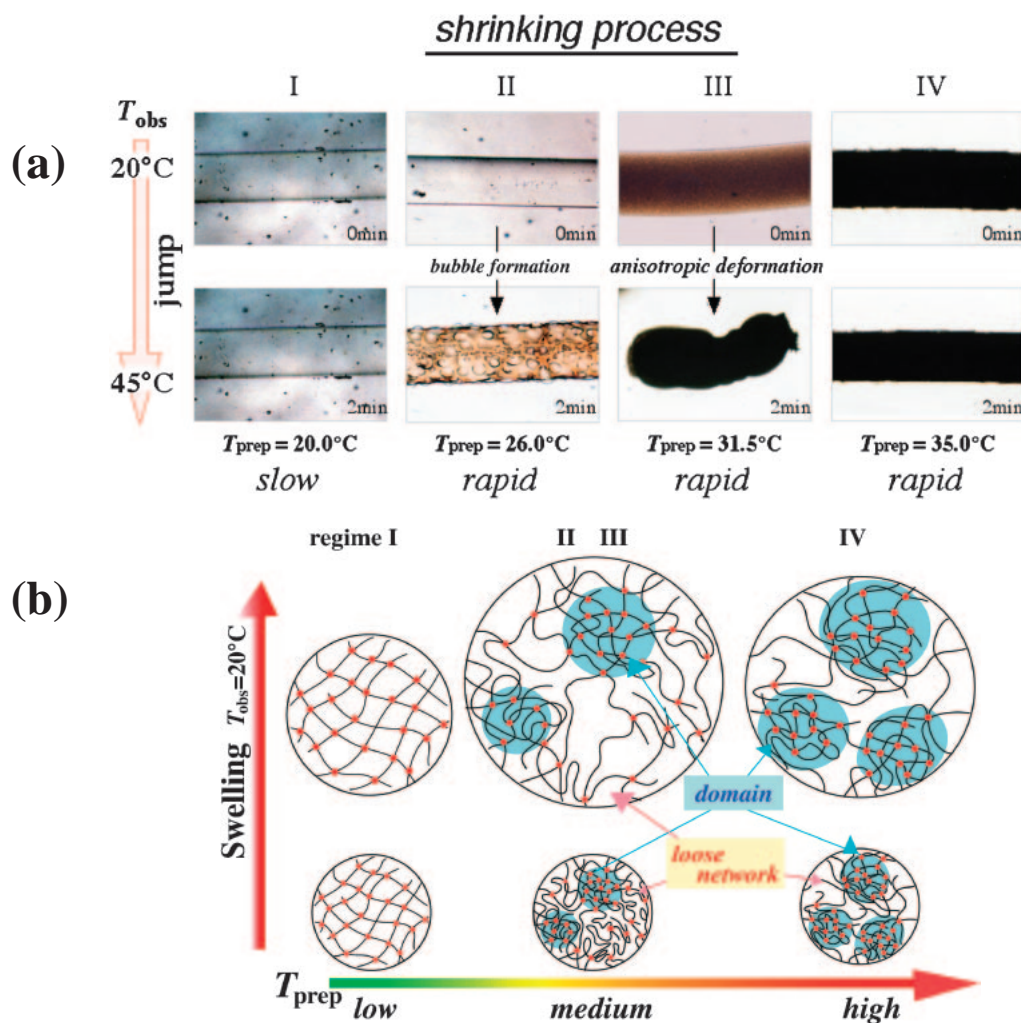 shrinking process
I II III IV
T obs
(a)
20°C
jump
45°C
0min 0min 0min 0min
bubble formation anisotropic deformation
2min 2min 2min 2min
Tprep = 20.0°C Tprep = 26.0°C Tprep = 31.5°C Tprep = 35.0°C
slow rapid rapid rapid
regime I II III IV
(b)
Swelling Tobs=20°C
domain
loose
network
Tprep low medium high